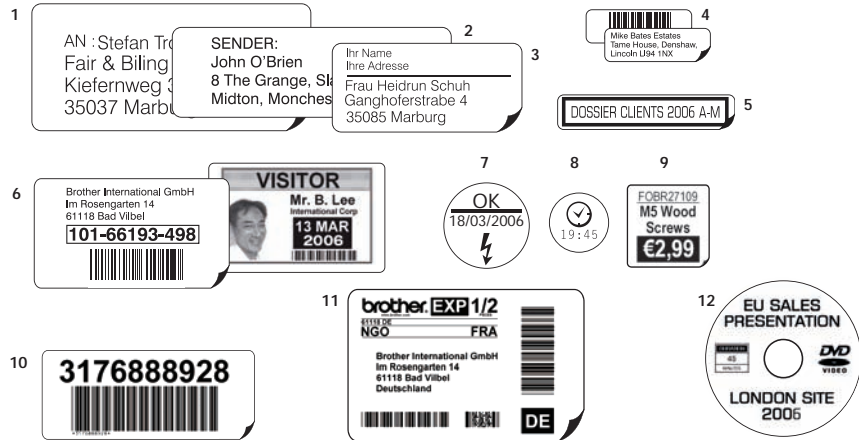 1
AN : Stefan
Fair & Biling
Kiefernweg
35037
2
SENDER:
John O'Brien
8 The Grange,
Midton,
3
Ihr Name
Ihre Adresse
Frau Heidrun Schuh
Ganghoferstrabe 4
35085 Marburg
4
Mike Bates Estates
Tame House, Denshaw,
Lincoln LI94 1NX
5
DOSSIER CLIENTS 2006 A-M
6
Brother International GmbH
Im Rosengarten 14
61118 Bad Vilbel
101-66193-498
VISITOR
Mr. B. Lee
International Corp
13 MAR
2006
7
OK
18/03/2006
8
19:45
9
FOBR27109
M5 Wood
Screws
€2,99
10
3176888928
*3176888928*
11
brother. EXP 1/2
61118 DE
NGO FRA
Brother International GmbH
Im Rosengarten 14
61118 Bad Vilbel
Deutschland
DE
12
EU SALES
PRESENTATION
45
MINUTES
DVD
VIDEO
LONDON SITE
2006